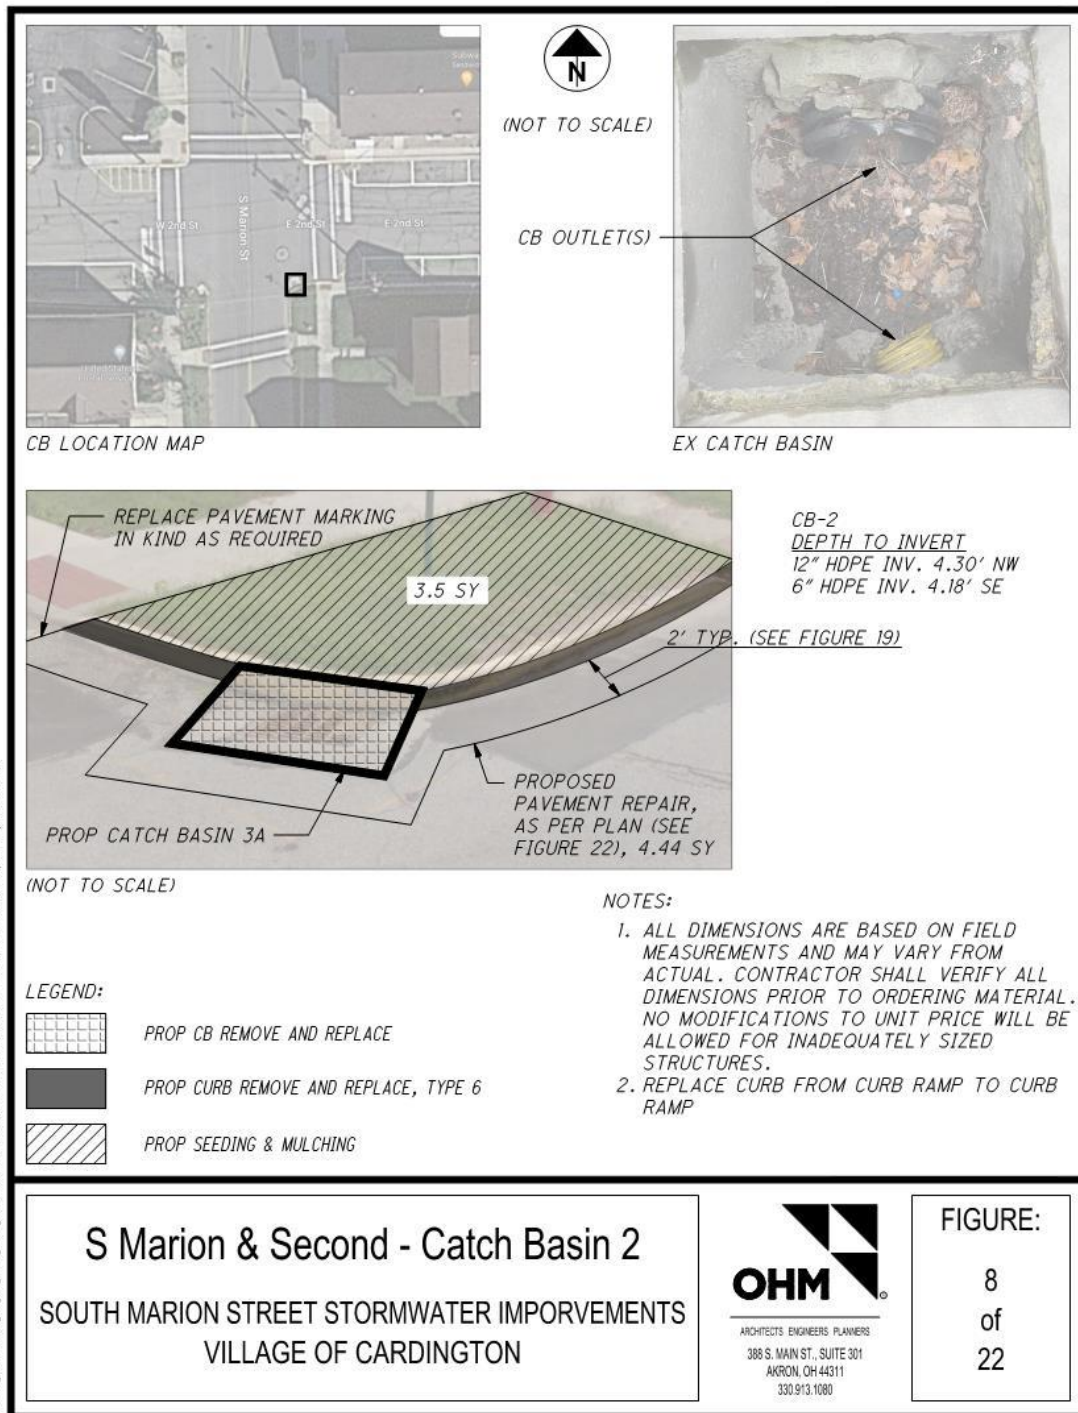 N
(NOT TO SCALE)
W 2nd St
S Marion St
E 2nd St
E 2nd St
CB OUTLET(S)
CB LOCATION MAP
EX CATCH BASIN
REPLACE PAVEMENT MARKING
IN KIND AS REQUIRED
3.5 SY
CB-2
DEPTH TO INVERT
12" HDPE INV. 4.30' NW
6" HDPE INV. 4.18' SE
2' TYP. (SEE FIGURE 19)
PROP CATCH BASIN 3A
PROPOSED
PAVEMENT REPAIR,
AS PER PLAN (SEE
FIGURE 22), 4.44 SY
(NOT TO SCALE)
NOTES:
1. ALL DIMENSIONS ARE BASED ON FIELD
MEASUREMENTS AND MAY VARY FROM
ACTUAL. CONTRACTOR SHALL VERIFY ALL
DIMENSIONS PRIOR TO ORDERING MATERIAL.
NO MODIFICATIONS TO UNIT PRICE WILL BE
ALLOWED FOR INADEQUATELY SIZED
STRUCTURES.
2. REPLACE CURB FROM CURB RAMP TO CURB
RAMP
LEGEND:
PROP CB REMOVE AND REPLACE
PROP CURB REMOVE AND REPLACE, TYPE 6
PROP SEEDING & MULCHING
S Marion & Second - Catch Basin 2
SOUTH MARION STREET STORMWATER IMPORVEMENTS
VILLAGE OF CARDINGTON
OHM
ARCHITECTS ENGINEERS PLANNERS
388 S. MAIN ST., SUITE 301
AKRON, OH 44311
330.913.1080
FIGURE:
8
of
22